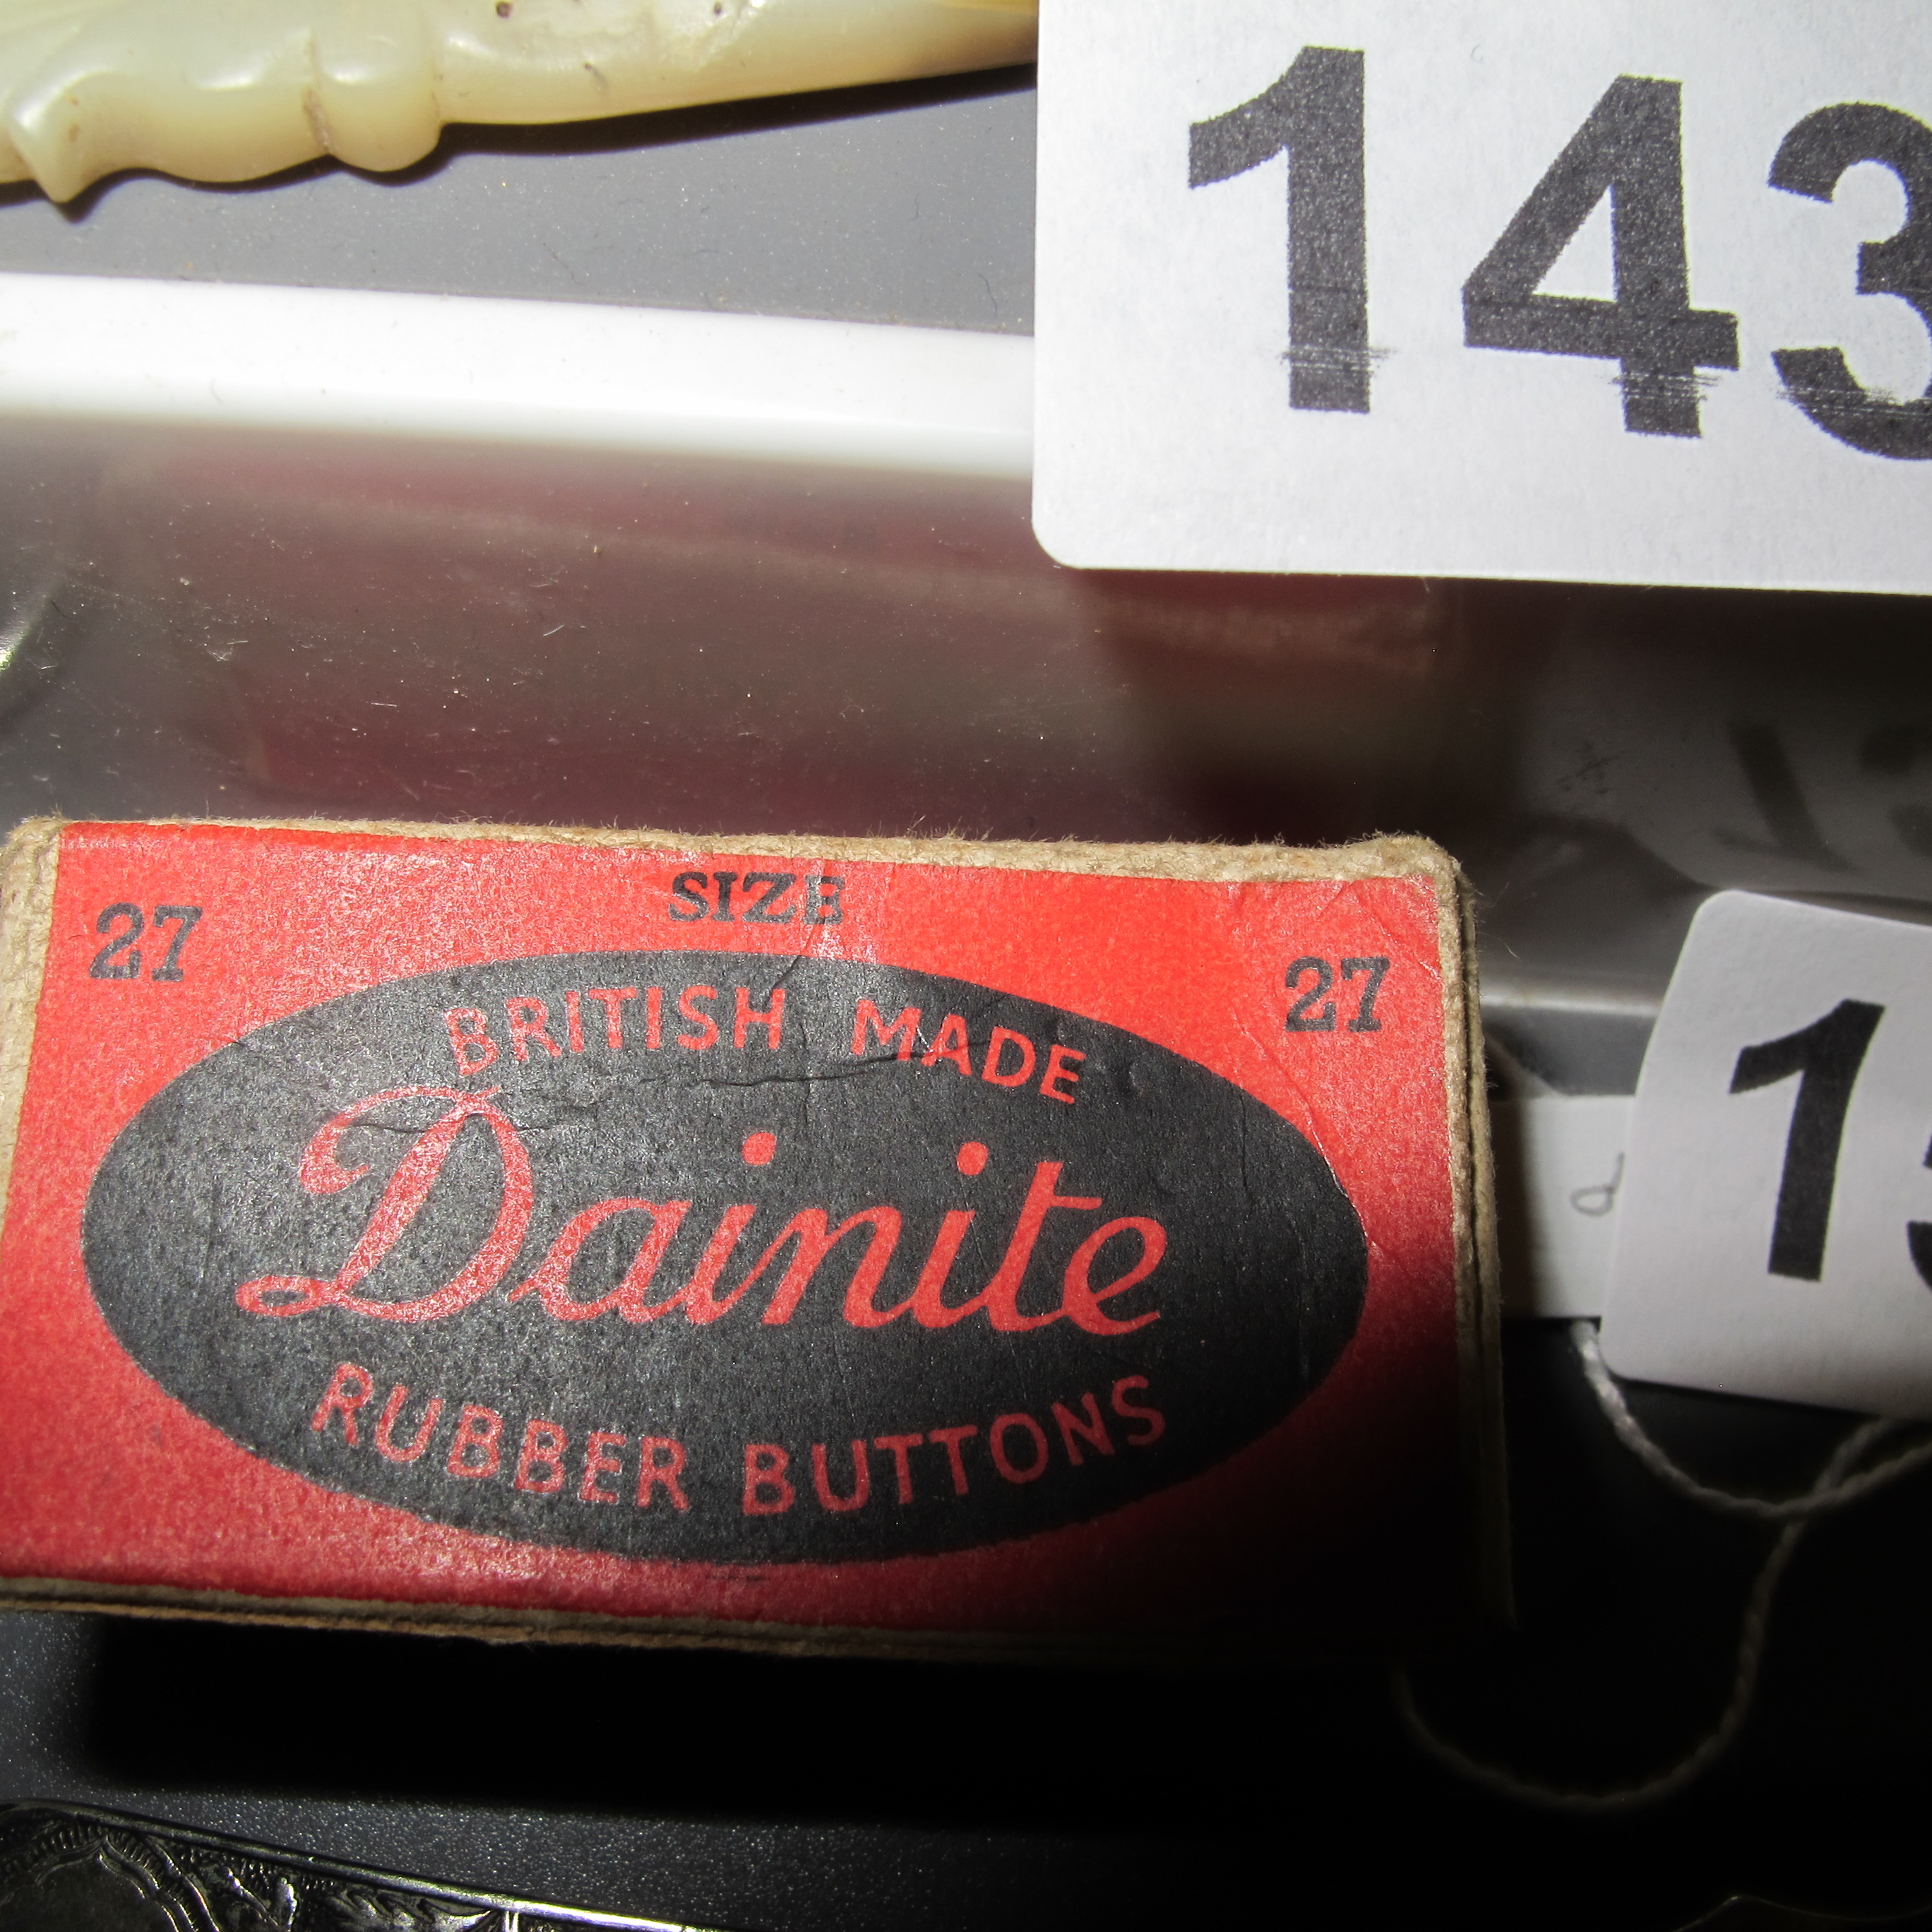 143
SIZE
27 27
BRITISH MADE
Dainite
RUBBER BUTTONS
1